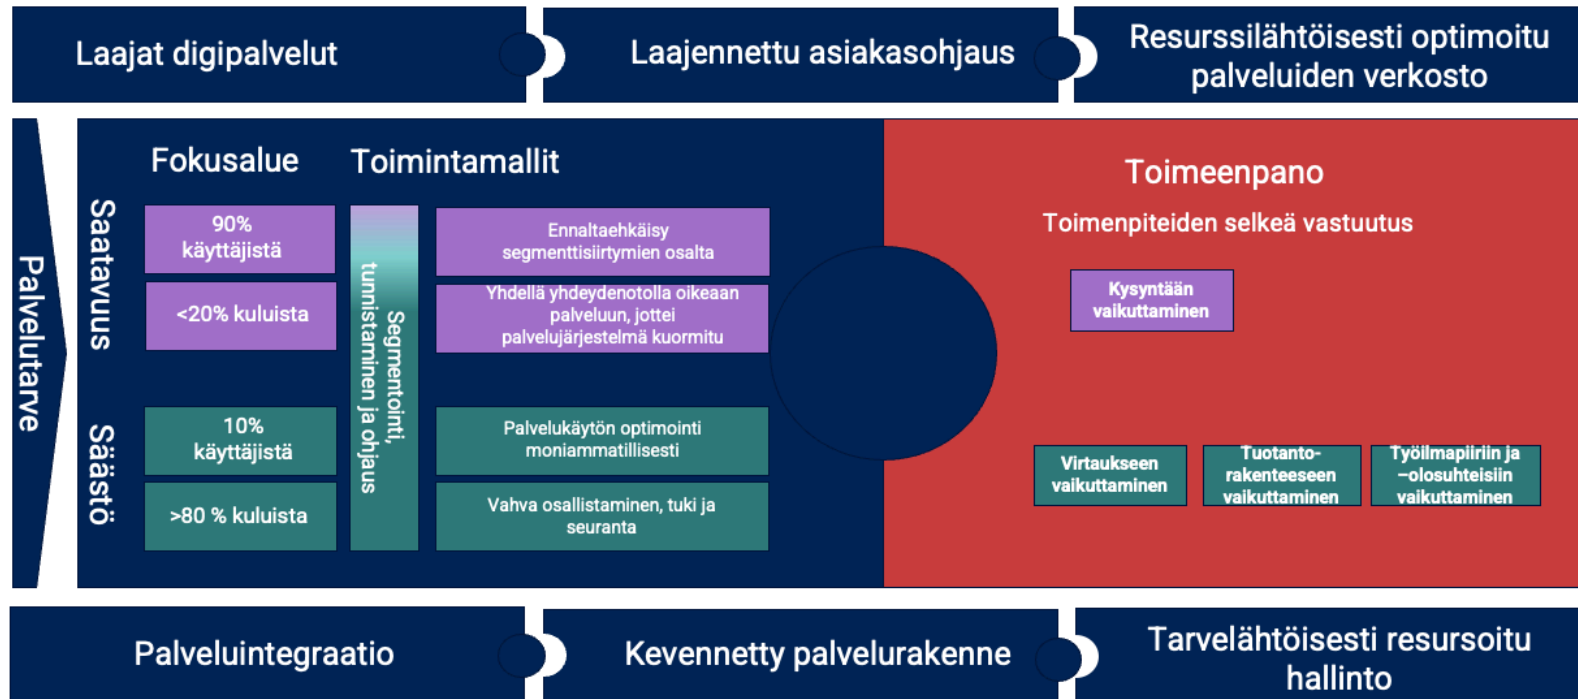 Laajat digipalvelut
Laajennettu asiakasohjaus
Resurssilähtöisesti optimoitu
palveluiden verkosto
Palvelutarve
Fokusalue
Toimintamallit
Saatavuus
90%
käyttäjistä
<20% kuluista
Säästö
10%
käyttäjistä
>80 % kuluista
Segmentointi,
tunnistaminen ja ohjaus
Ennaltaehkäisy
segmenttisiirtymien osalta
Yhdellä yhdeydenotolla oikeaan
palveluun, jottei
palvelujärjestelmä kuormitu
Palvelukäytön optimointi
moniammatillisesti
Vahva osallistaminen, tuki ja
seuranta
Toimeenpano
Toimenpiteiden selkeä vastuutus
Kysyntään
vaikuttaminen
Virtaukseen
vaikuttaminen
Tuotanto-
rakenteeseen
vaikuttaminen
Työilmapiiriin ja
–olosuhteisiin
vaikuttaminen
Palveluintegraatio
Kevennetty palvelurakenne
Tarvelähtöisesti resursoitu
hallinto